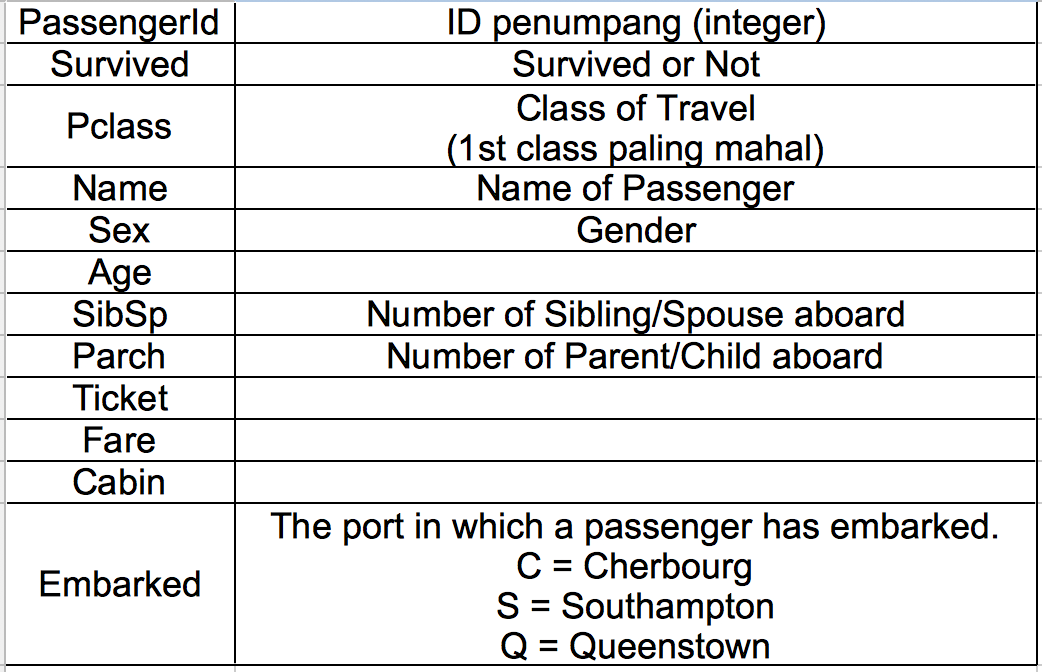 PassengerId ID penumpang (integer)
Survived Survived or Not
Pclass Class of Travel
(1st class paling mahal)
Name Name of Passenger
Sex Gender
Age
SibSp Number of Sibling/Spouse aboard
Parch Number of Parent/Child aboard
Ticket
Fare
Cabin
Embarked The port in which a passenger has embarked.
C = Cherbourg
S = Southampton
Q = Queenstown